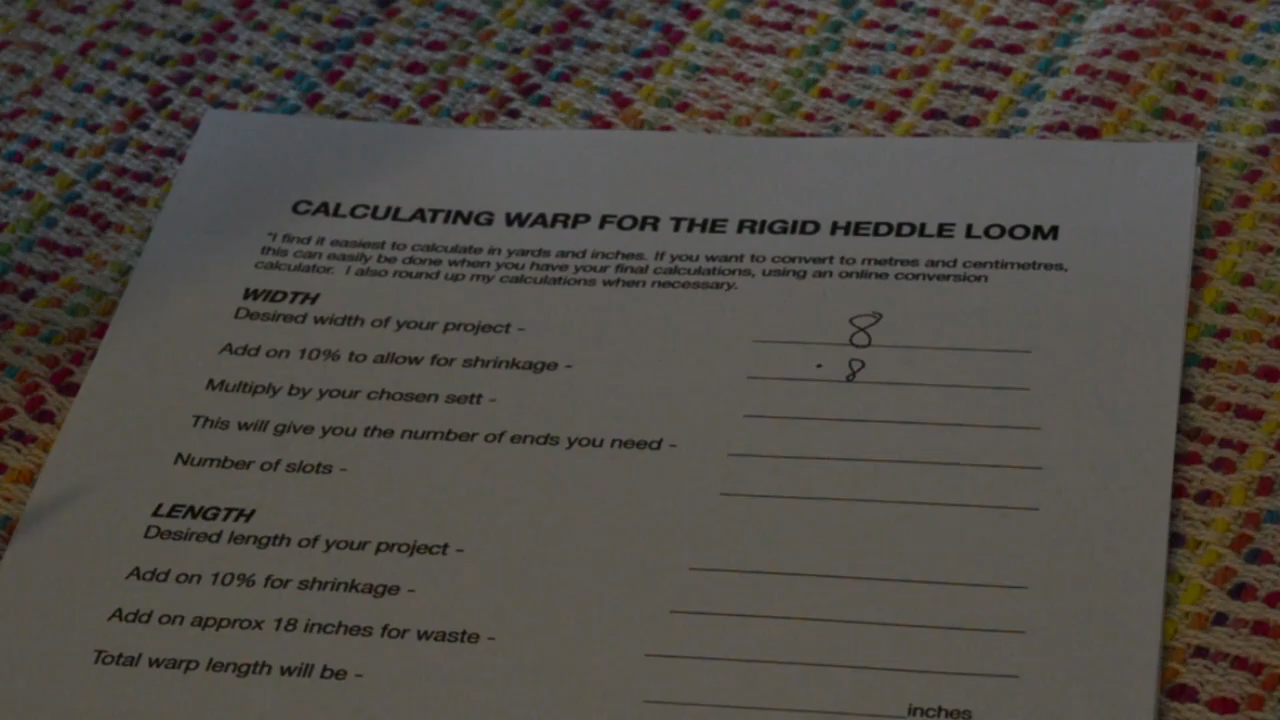 CALCULATING WARP FOR THE RIGID HEDDLE LOOM
"I find it easiest to calculate in yards and inches. If you want to convert to metres and centimetres,
this can easily be done when you have your final calculations, using an online conversion
calculator. I also round up my calculations when necessary.
WIDTH
Desired width of your project - 8
Add on 10% to allow for shrinkage - .8
Multiply by your chosen sett -
This will give you the number of ends you need -
Number of slots -
LENGTH
Desired length of your project -
Add on 10% for shrinkage -
Add on approx 18 inches for waste -
Total warp length will be -
inches